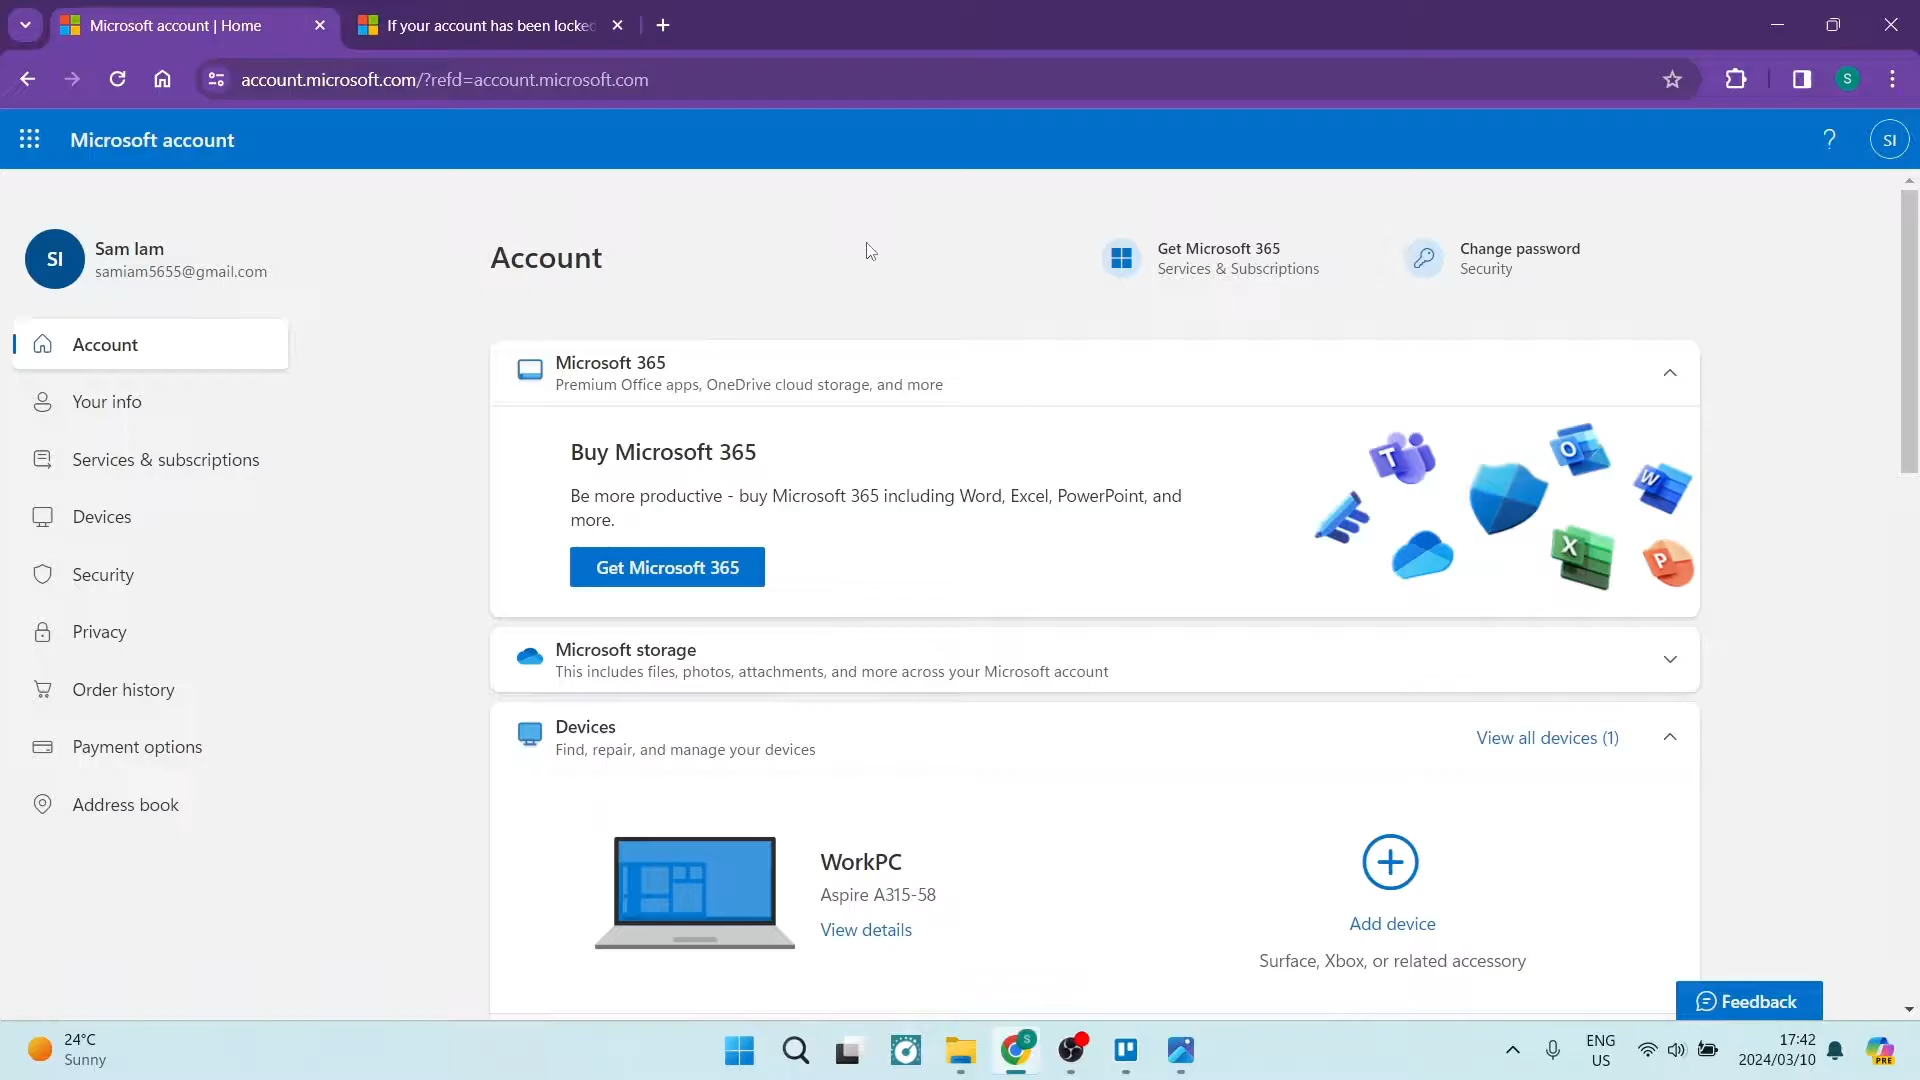 Microsoft account | Home
If your account has been locke
account.microsoft.com/?refd=account.microsoft.com
S
Microsoft account
?
SI
SI
Sam Iam
samiam5655@gmail.com
Account
Your info
Services & subscriptions
Devices
Security
Privacy
Order history
Payment options
Address book
Account
Get Microsoft 365
Services & Subscriptions
Change password
Security
Microsoft 365
Premium Office apps, OneDrive cloud storage, and more
Buy Microsoft 365
Be more productive - buy Microsoft 365 including Word, Excel, PowerPoint, and
more.
Get Microsoft 365
T
O
W
X
P
Microsoft storage
This includes files, photos, attachments, and more across your Microsoft account
Devices
Find, repair, and manage your devices
View all devices (1)
WorkPC
Aspire A315-58
View details
Add device
Surface, Xbox, or related accessory
Feedback
24°C
Sunny
S
ENG
US
17:42
2024/03/10
PRE